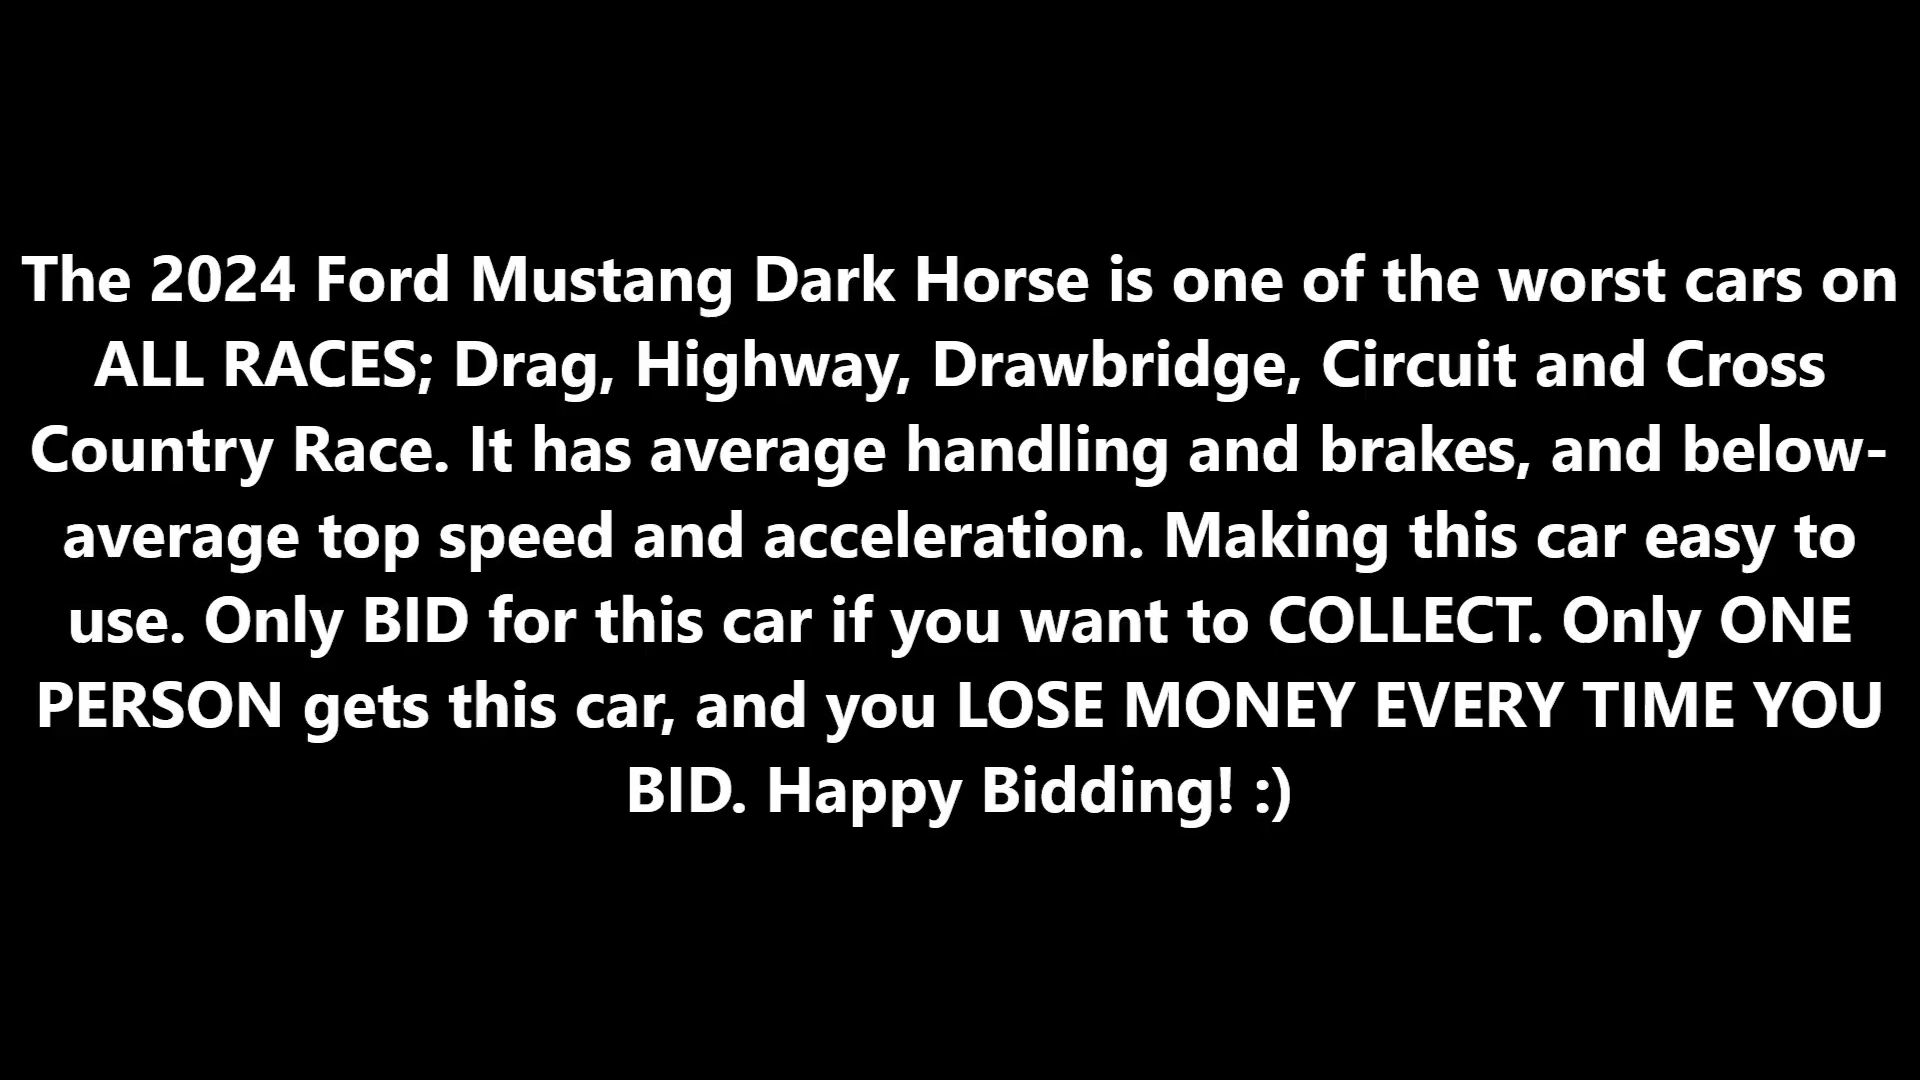 The 2024 Ford Mustang Dark Horse is one of the worst cars on
ALL RACES; Drag, Highway, Drawbridge, Circuit and Cross
Country Race. It has average handling and brakes, and below-
average top speed and acceleration. Making this car easy to
use. Only BID for this car if you want to COLLECT. Only ONE
PERSON gets this car, and you LOSE MONEY EVERY TIME YOU
BID. Happy Bidding! :)